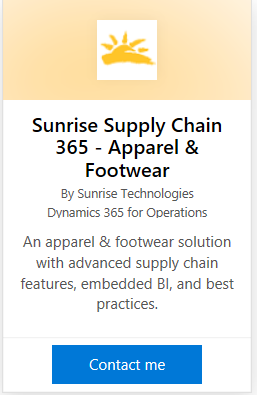 Sunrise Supply Chain
365 - Apparel &
Footwear
By Sunrise Technologies
Dynamics 365 for Operations
An apparel & footwear solution
with advanced supply chain
features, embedded BI, and best
practices.
Contact me